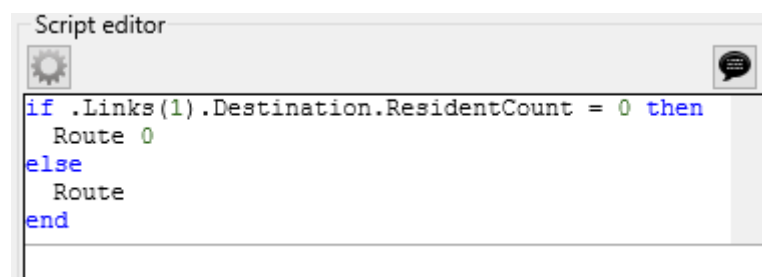 Script editor
if .Links(1).Destination.ResidentCount = 0 then
  Route 0
else
  Route
end